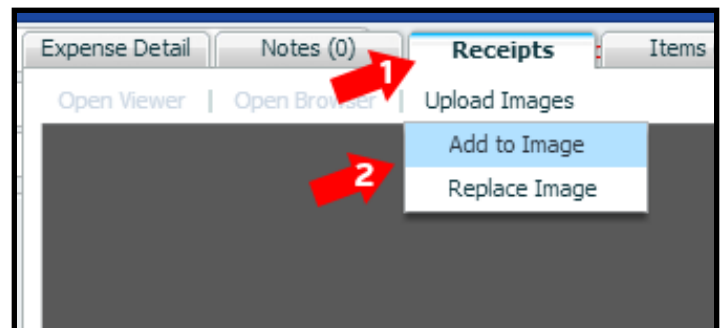 Expense Detail Notes (0) Receipts Items
1
Open Viewer | Open Browser | Upload Images
Add to Image
2
Replace Image